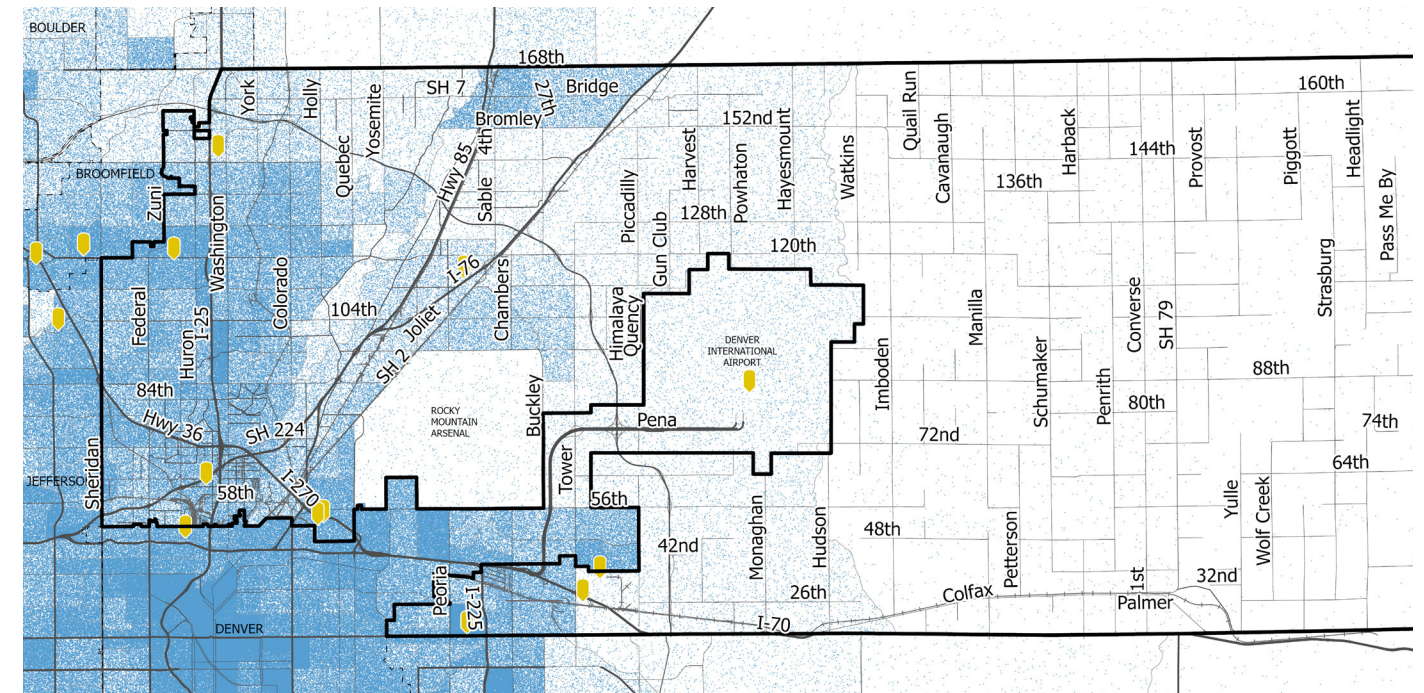 BOULDER
168th
York
Holly
Yosemite
SH 7
27th
Bridge
160th
Bromley
4th
152nd
Quebec
Hwy 85
Sable
Harvest
Powhaton
Hayesmount
Watkins
Quail Run
Cavanaugh
Harback
144th
Provost
Piggott
Headlight
BROOMFIELD
Zuni
Washington
136th
Pass Me By
Piccadilly
Gun Club
128th
120th
Strasburg
Federal
Huron
I-25
Colorado
104th
I-76
Joliet
SH 2
Chambers
Himalaya
Quency
DENVER
INTERNATIONAL
AIRPORT
Imboden
Manilla
Schumaker
Converse
SH 79
Penrith
88th
84th
Hwy 36
SH 224
ROCKY
MOUNTAIN
ARSENAL
Buckley
Pena
80th
72nd
74th
64th
JEFFERSO
Sheridan
58th
I-270
Tower
56th
42nd
Monaghan
Hudson
48th
Petterson
Yulle
Wolf Creek
Peoria
I-225
26th
Colfax
1st
32nd
Palmer
I-70
DENVER